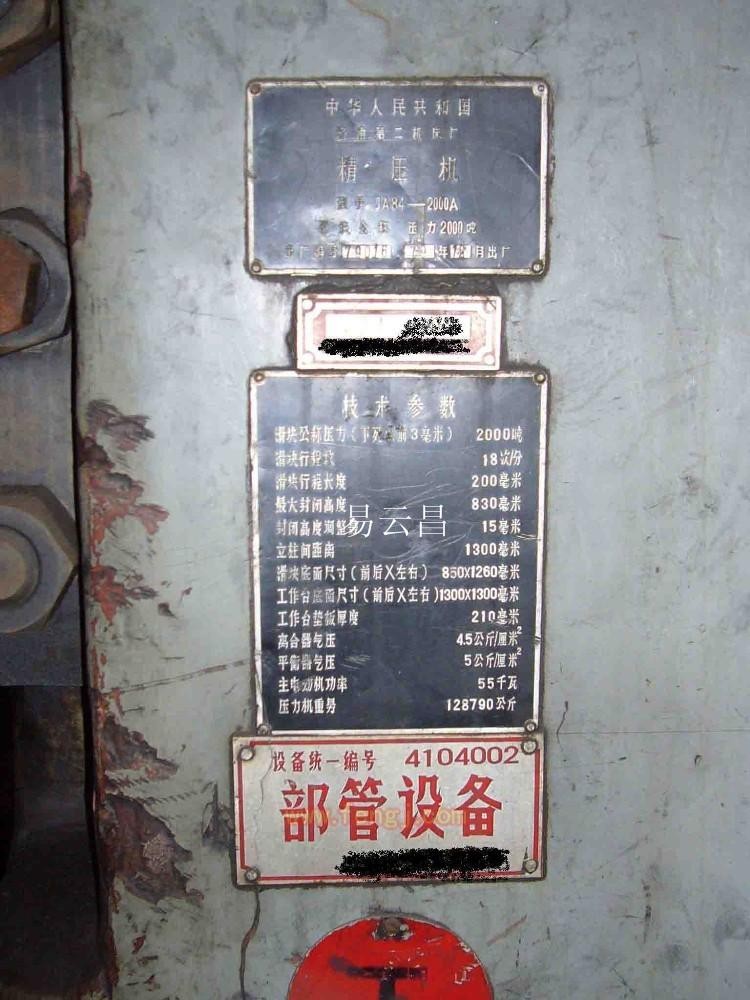 中华人民共和国
第二机床厂
精压机
型号 JA84—2000A
压力2000吨
年 月出厂
技术参数
滑块公称压力(下死点前3毫米) 2000吨
滑块行程数 18次/分
滑块行程长度 200毫米
最大封闭高度 830毫米
封闭高度调整量 15毫米
易云昌
立柱间距离 1300毫米
滑块底面尺寸(前后X左右) 850X1260毫米
工作台底面尺寸(前后X左右) 1300X1300毫米
工作台垫板厚度 210毫米
离合器气压 4.5公斤/厘米²
平衡器气压 5公斤/厘米²
主电动机功率 55千瓦
压力机重量 128790公斤
设备统一编号 4104002
部管设备